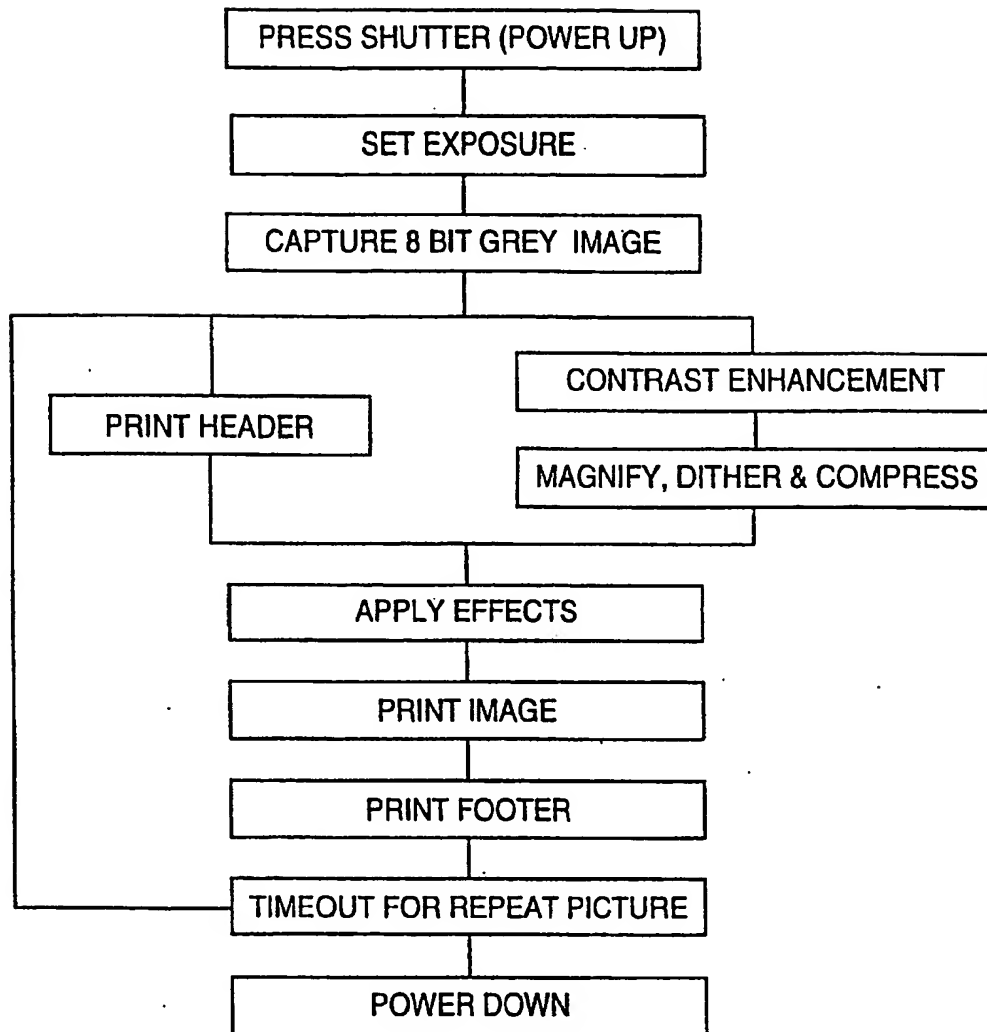 PRESS SHUTTER (POWER UP)
SET EXPOSURE
CAPTURE 8 BIT GREY IMAGE
CONTRAST ENHANCEMENT
PRINT HEADER
MAGNIFY, DITHER & COMPRESS
APPLY EFFECTS
PRINT IMAGE
PRINT FOOTER
TIMEOUT FOR REPEAT PICTURE
POWER DOWN